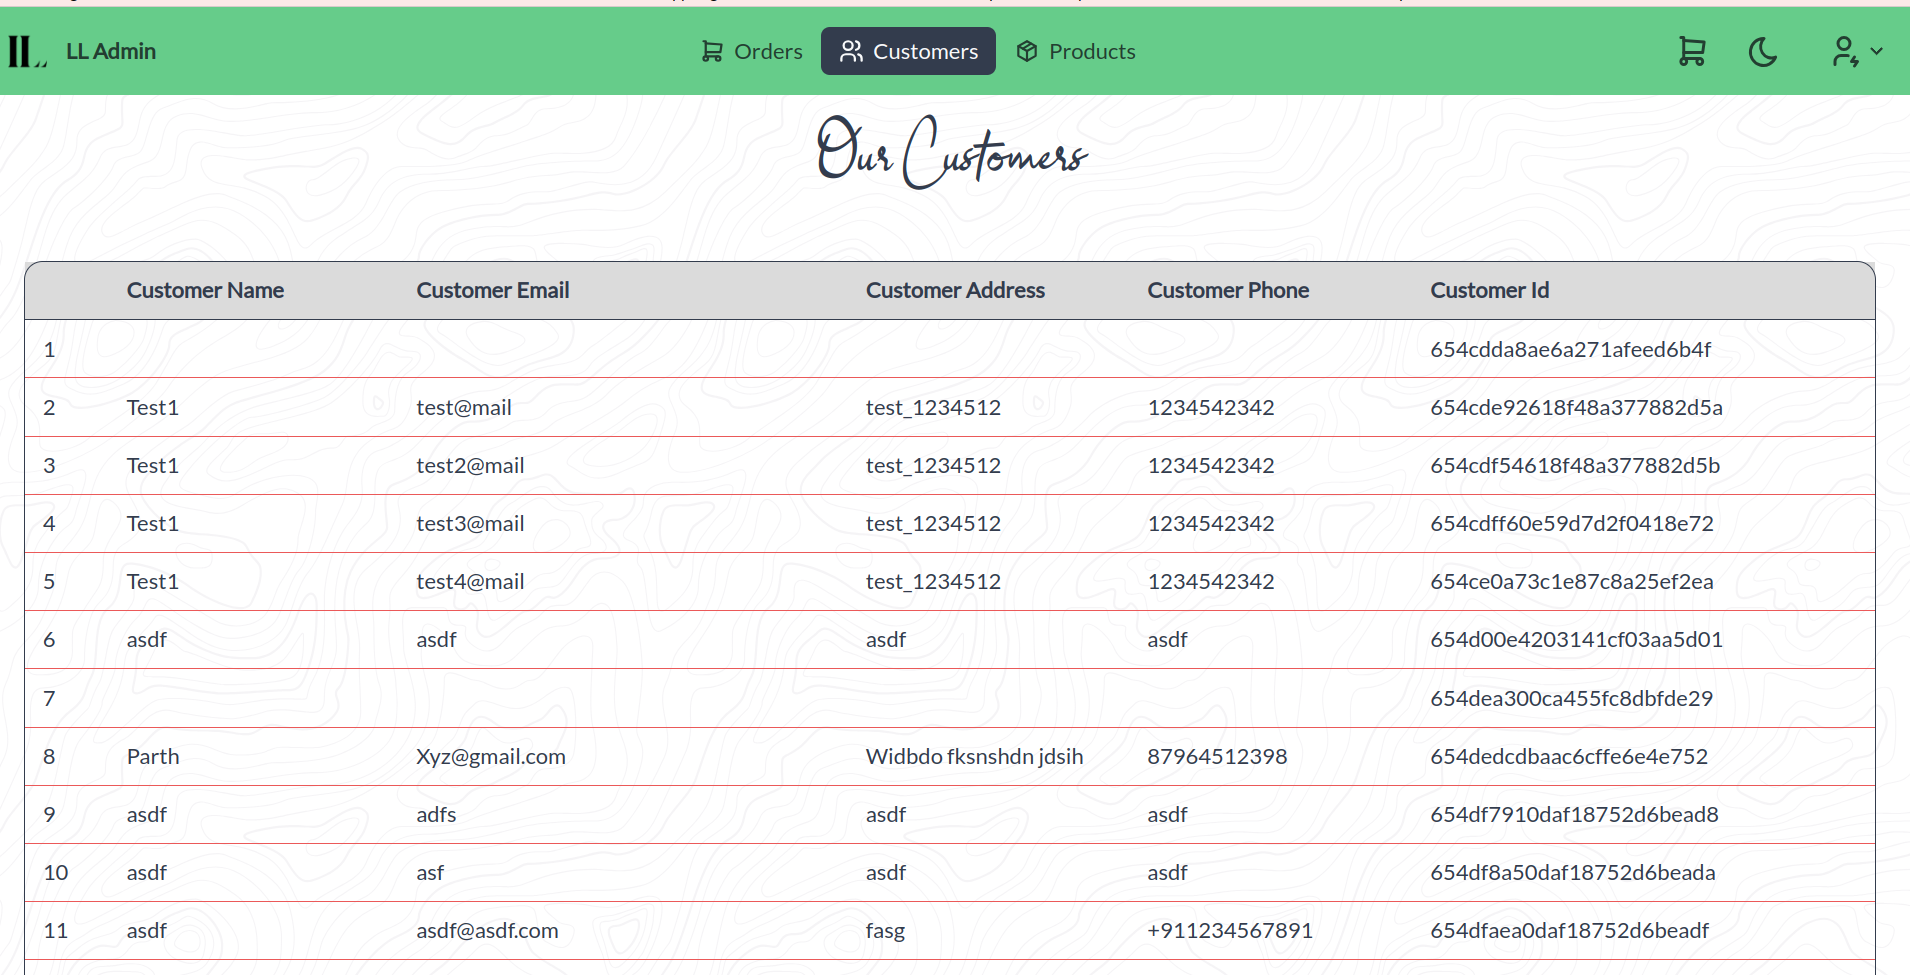 LL Admin Orders Customers Products
Our Customers
Customer Name Customer Email Customer Address Customer Phone Customer Id
1 654cdda8ae6a271afeed6b4f
2 Test1 test@mail test_1234512 1234542342 654cde92618f48a377882d5a
3 Test1 test2@mail test_1234512 1234542342 654cdf54618f48a377882d5b
4 Test1 test3@mail test_1234512 1234542342 654cdff60e59d7d2f0418e72
5 Test1 test4@mail test_1234512 1234542342 654ce0a73c1e87c8a25ef2ea
6 asdf asdf asdf asdf 654d00e4203141cf03aa5d01
7 654dea300ca455fc8dbfde29
8 Parth Xyz@gmail.com Widbdo fksnshdn jdsih 87964512398 654dedcdbaac6cffe6e4e752
9 asdf adfs asdf asdf 654df7910daf18752d6bead8
10 asdf asf asdf asdf 654df8a50daf18752d6beada
11 asdf asdf@asdf.com fasg +911234567891 654dfaea0daf18752d6beadf